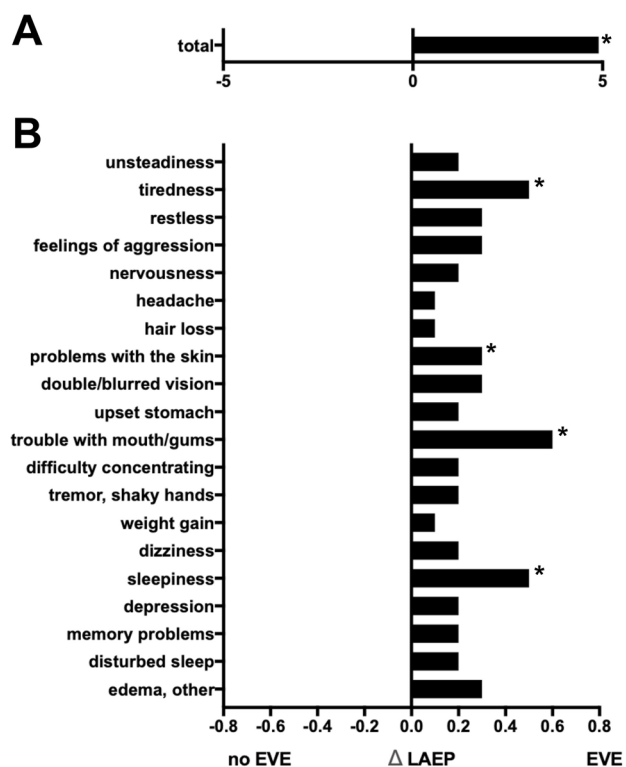 A
total *
-5 0 5
B
unsteadiness
tiredness *
restless
feelings of aggression
nervousness
headache
hair loss
problems with the skin *
double/blurred vision
upset stomach
trouble with mouth/gums *
difficulty concentrating
tremor, shaky hands
weight gain
dizziness
sleepiness *
depression
memory problems
disturbed sleep
edema, other
-0.8 -0.6 -0.4 -0.2 0.0 0.2 0.4 0.6 0.8
no EVE Δ LAEP EVE